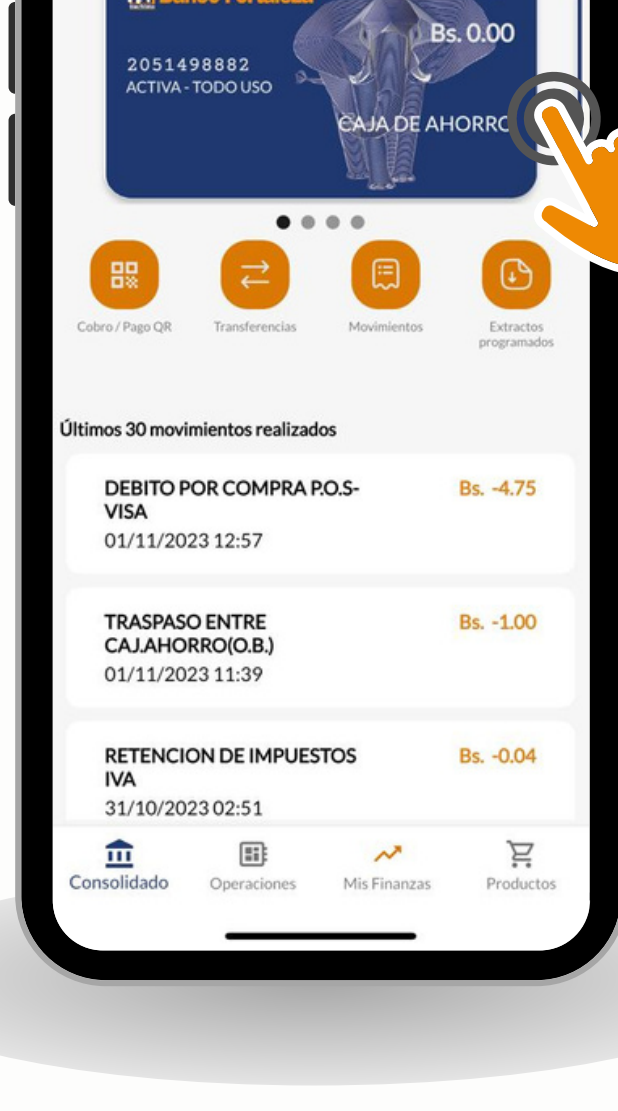 Banco Fortaleza
Bs. 0.00
2051498882
ACTIVA - TODO USO
CAJA DE AHORRO
Cobro / Pago QR
Transferencias
Movimientos
Extractos
programados
Últimos 30 movimientos realizados
DEBITO POR COMPRA P.O.S-
VISA
Bs. -4.75
01/11/2023 12:57
TRASPASO ENTRE
CAJ.AHORRO(O.B.)
Bs. -1.00
01/11/2023 11:39
RETENCION DE IMPUESTOS
IVA
Bs. -0.04
31/10/2023 02:51
Consolidado
Operaciones
Mis Finanzas
Productos